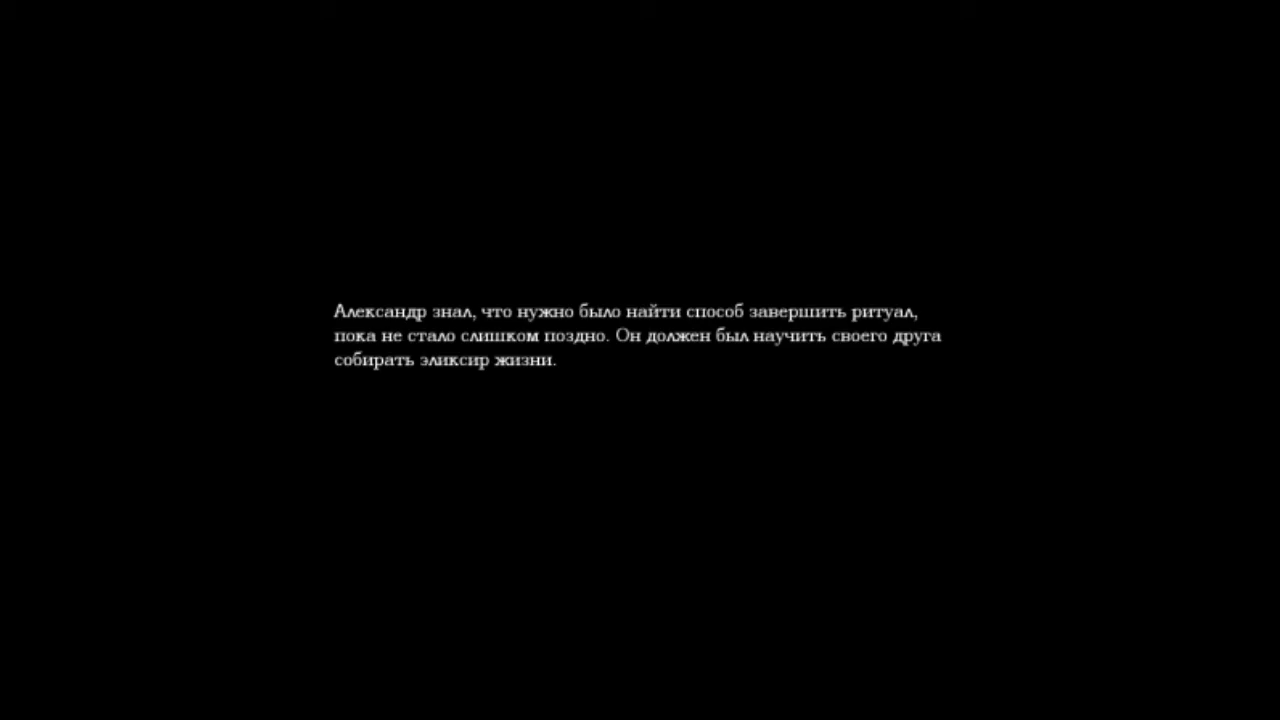 Александр знал, что нужно было найти способ завершить ритуал,
пока не стало слишком поздно. Он должен был научить своего друга
собирать эликсир жизни.